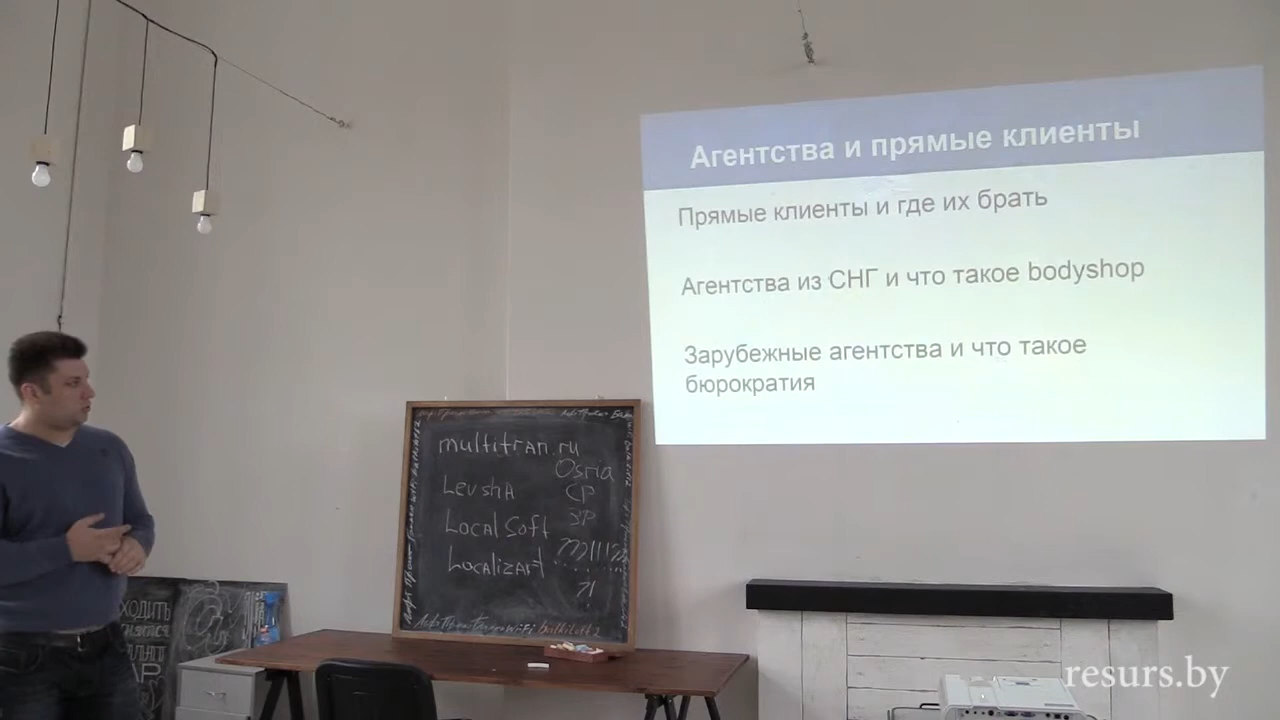 Агентства и прямые клиенты
Прямые клиенты и где их брать
Агентства из СНГ и что такое bodyshop
Зарубежные агентства и что такое
бюрократия
multitran.ru
Osria
Levsha
CP
LocalSoft
Localizart
ХОДИТЬ
resurs.by